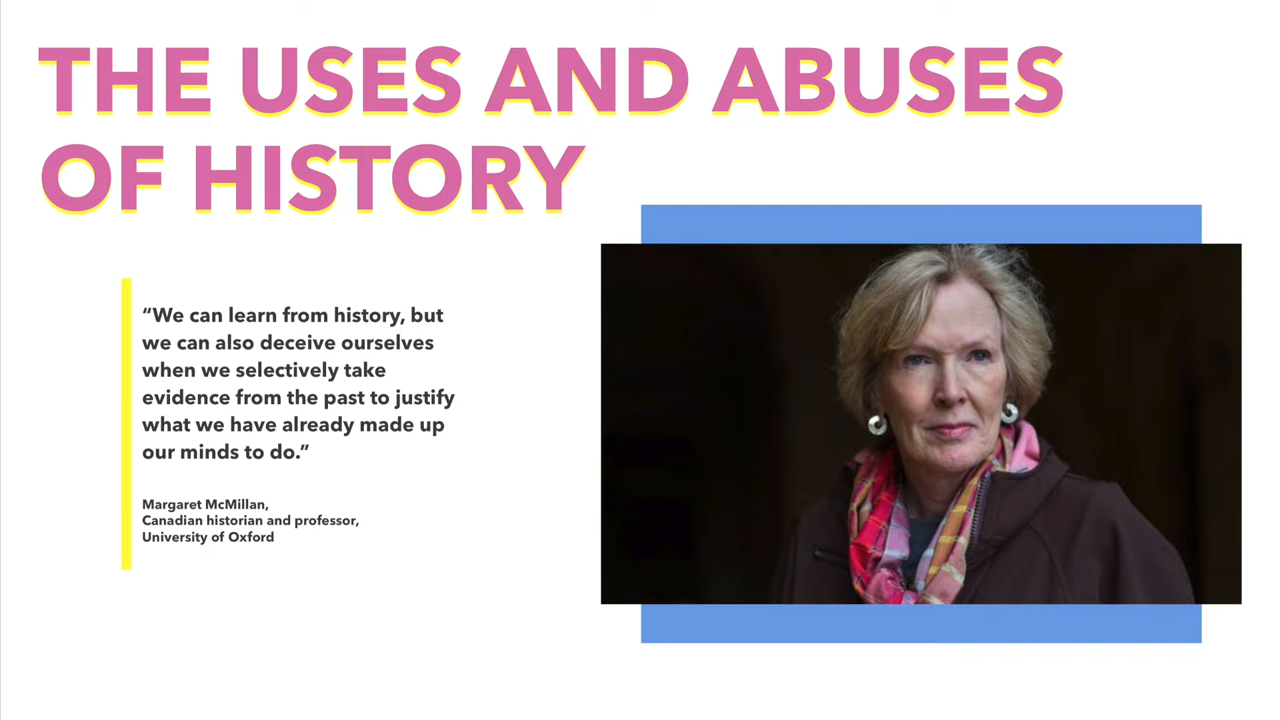 THE USES AND ABUSES
OF HISTORY
“We can learn from history, but
we can also deceive ourselves
when we selectively take
evidence from the past to justify
what we have already made up
our minds to do.”
Margaret McMillan,
Canadian historian and professor,
University of Oxford